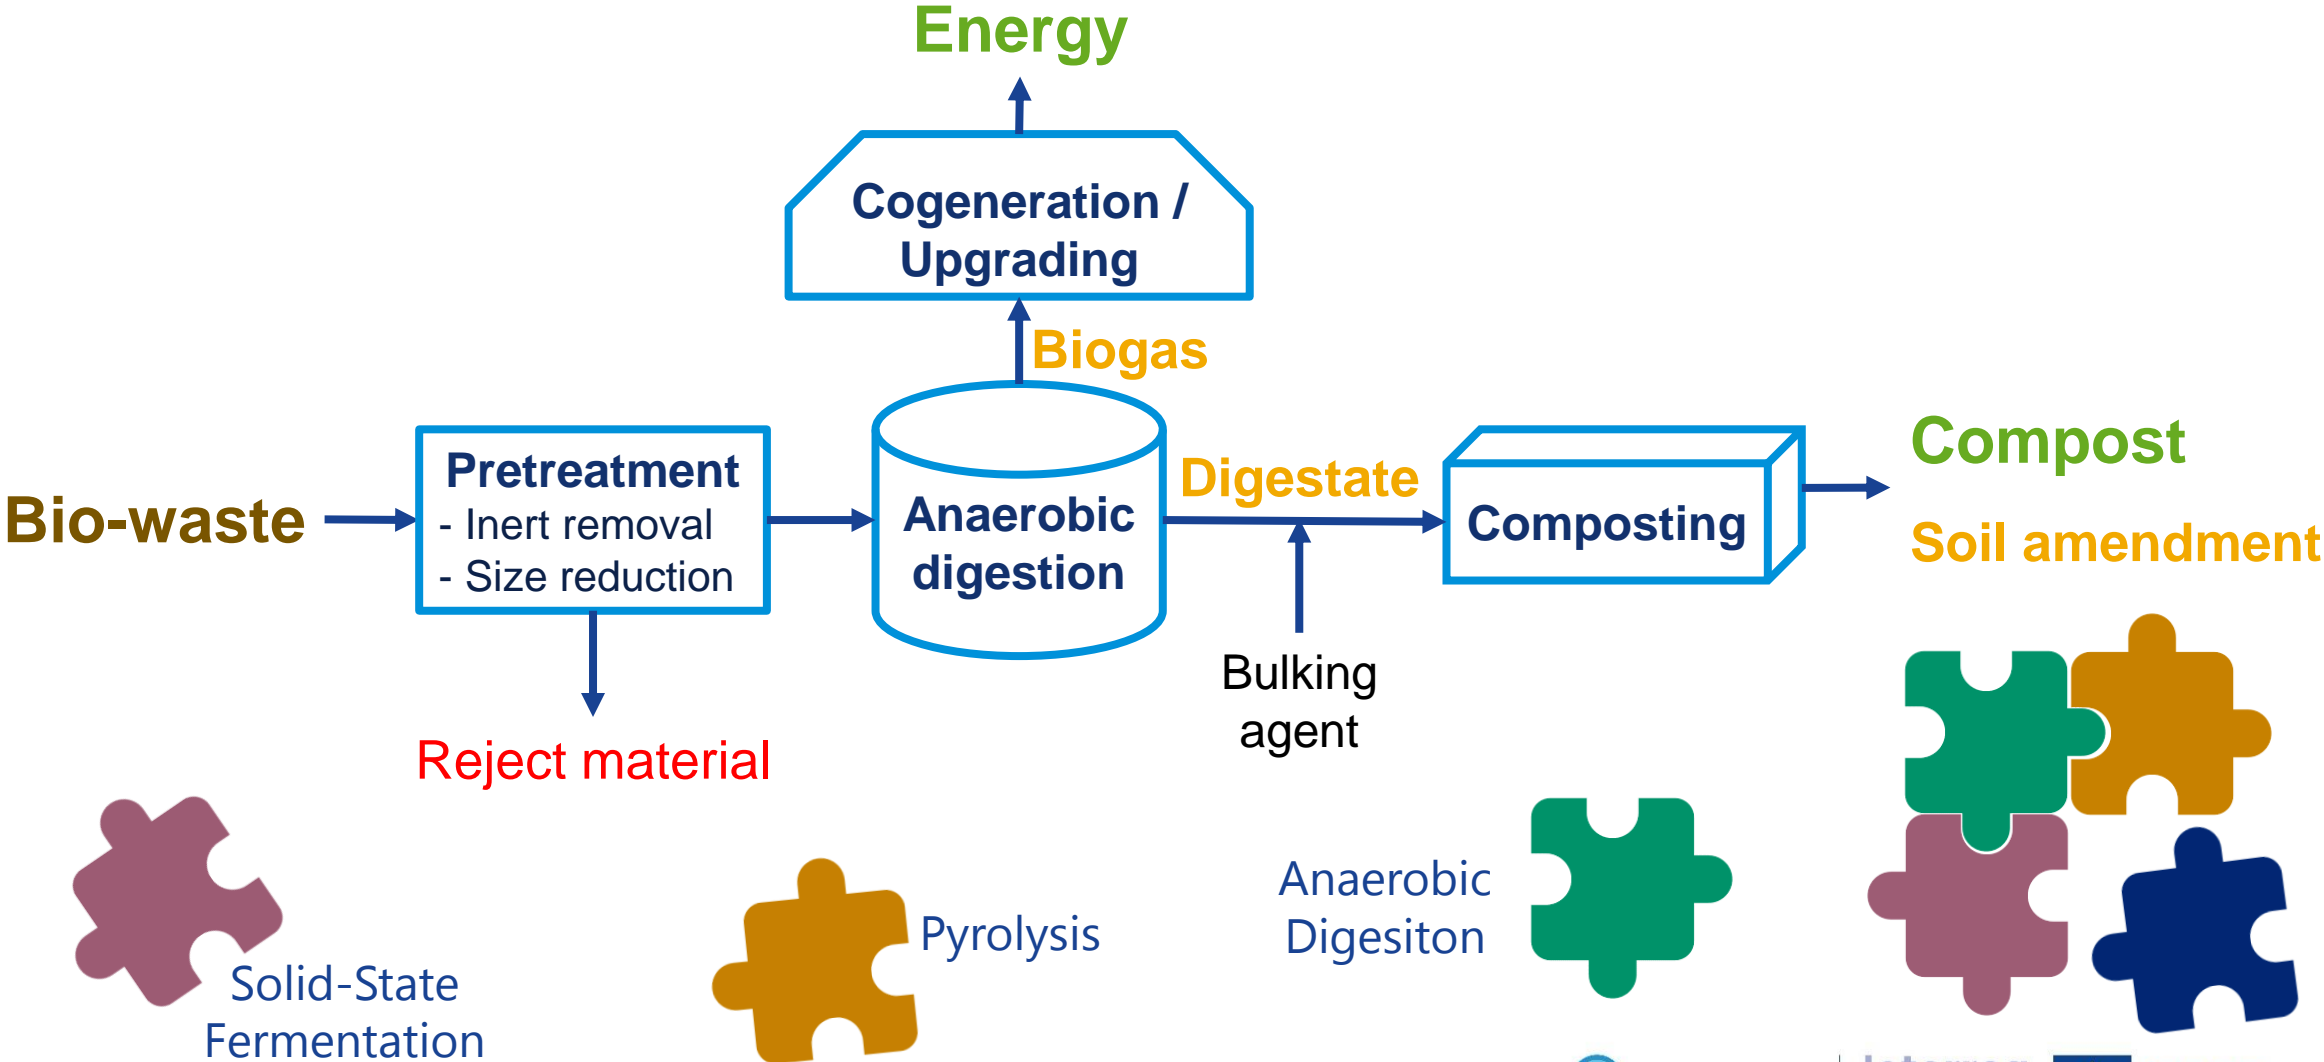 Energy
Cogeneration /
Upgrading
Biogas
Bio-waste
Pretreatment
- Inert removal
- Size reduction
Reject material
Anaerobic
digestion
Digestate
Bulking
agent
Composting
Compost
Soil amendment
Solid-State
Fermentation
Pyrolysis
Anaerobic
Digesiton